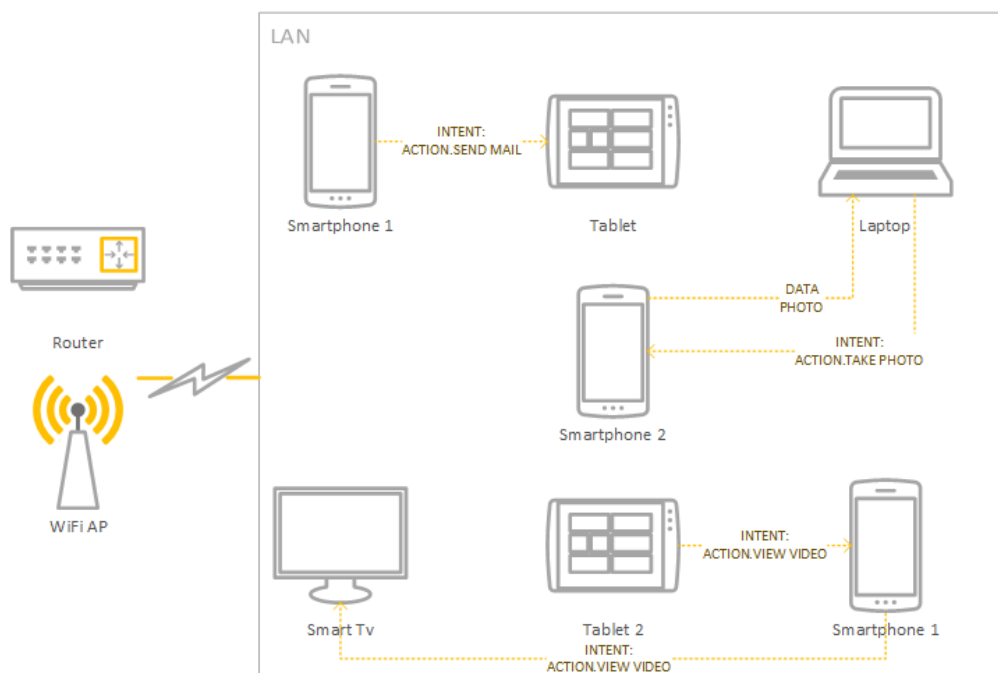 LAN
INTENT:
ACTION.SEND MAIL
Smartphone 1
Tablet
Laptop
DATA
PHOTO
Router
INTENT:
ACTION.TAKE PHOTO
Smartphone 2
WiFi AP
INTENT:
ACTION.VIEW VIDEO
Smart Tv
Tablet 2
Smartphone 1
INTENT:
ACTION.VIEW VIDEO